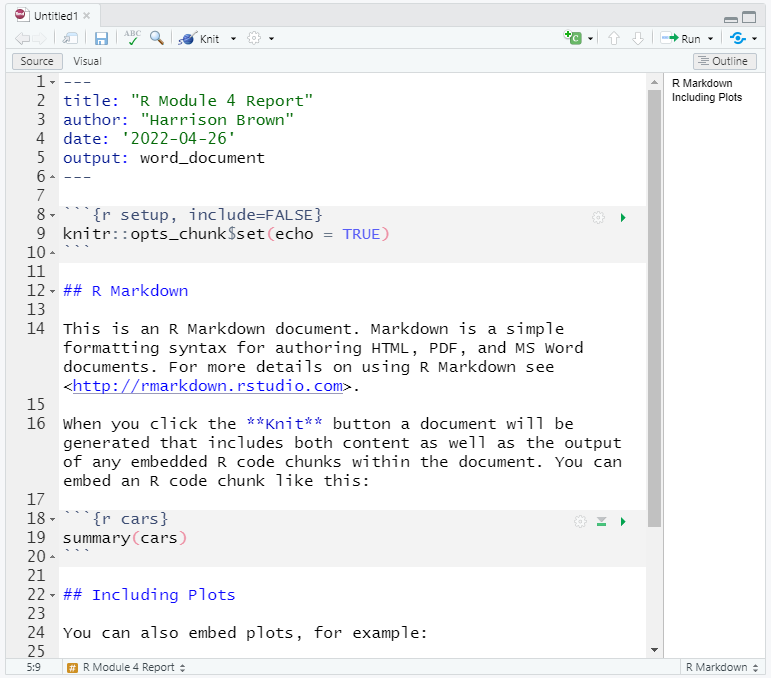 Untitled1
ABC
Knit
C
Run
Source
Visual
Outline
1 ---
2 title: "R Module 4 Report"
3 author: "Harrison Brown"
4 date: '2022-04-26'
5 output: word_document
6 ---
7
8 ```{r setup, include=FALSE}
9 knitr::opts_chunk$set(echo = TRUE)
10 ```
11
12 ## R Markdown
13
14 This is an R Markdown document. Markdown is a simple
formatting syntax for authoring HTML, PDF, and MS Word
documents. For more details on using R Markdown see
<http://rmarkdown.rstudio.com>.
15
16 When you click the **Knit** button a document will be
generated that includes both content as well as the output
of any embedded R code chunks within the document. You can
embed an R code chunk like this:
17
18 ```{r cars}
19 summary(cars)
20 ```
21
22 ## Including Plots
23
24 You can also embed plots, for example:
25
R Markdown
Including Plots
5:9
# R Module 4 Report
R Markdown